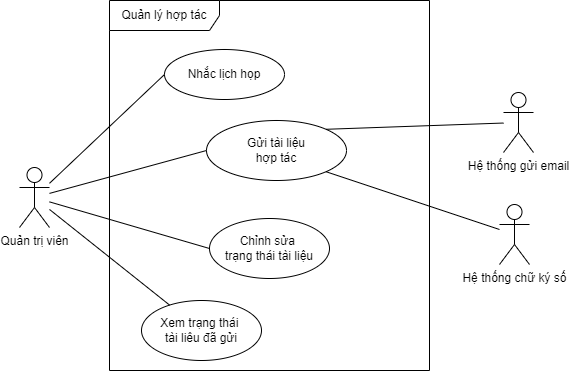 Quản lý hợp tác
Nhắc lịch họp
Gửi tài liệu
hợp tác
Hệ thống gửi email
Quản trị viên
Chỉnh sửa
trạng thái tài liệu
Hệ thống chữ ký số
Xem trạng thái
tài liêu đã gửi